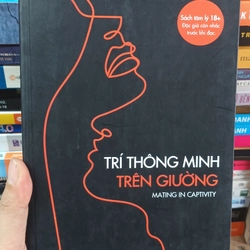 Sách tâm lý 18+
Độc giả cân nhắc
trước khi đọc
TRÍ THÔNG MINH
TRÊN GIƯỜNG
MATING IN CAPTIVITY